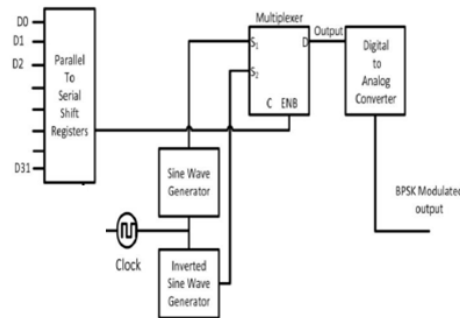 D0
D1
D2
D31
Parallel
To
Serial
Shift
Registers
Multiplexer
S1
S2
D
C ENB
Output
Digital
to
Analog
Converter
Sine Wave
Generator
Clock
Inverted
Sine Wave
Generator
BPSK Modulated
output